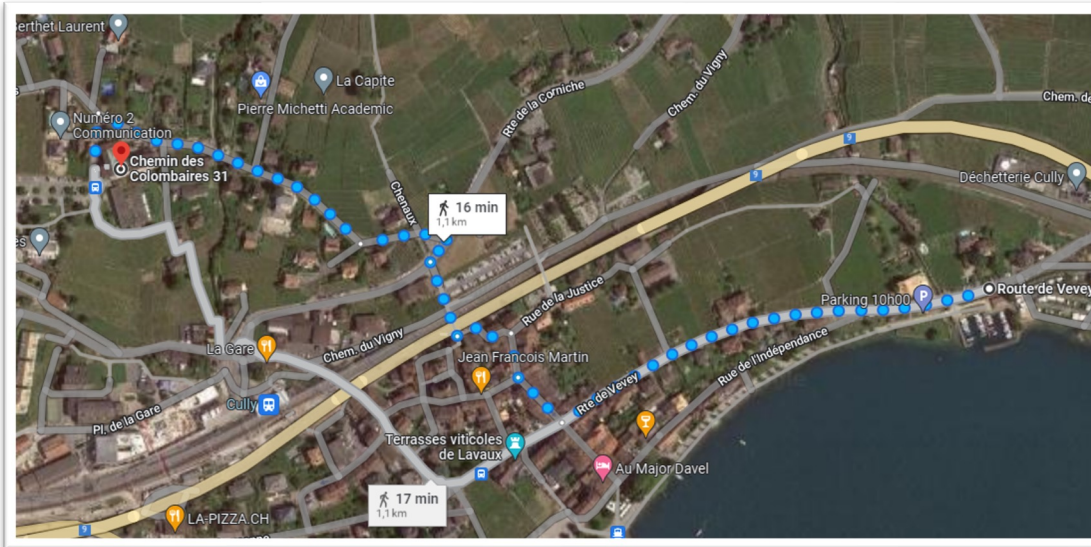 Berthet Laurent
La Capite
Pierre Michetti Academic
Rte de la Corniche
Chem. du Vigny
Chem. de
9
Numéro 2
Communication
Chemin des
Colombaires 31
9
Déchetterie Cully
Chenaux
16 min
1,1 km
es
Rue de la Justice
Parking 10h00
P
Route de Vevey
La Gare
Chem. du Vigny
Jean Francois Martin
Rue de l'Indépendance
Rte de Vevey
Cully
Pl. de la Gare
Terrasses viticoles
de Lavaux
Au Major Davel
17 min
1,1 km
LA-PIZZA.CH
9